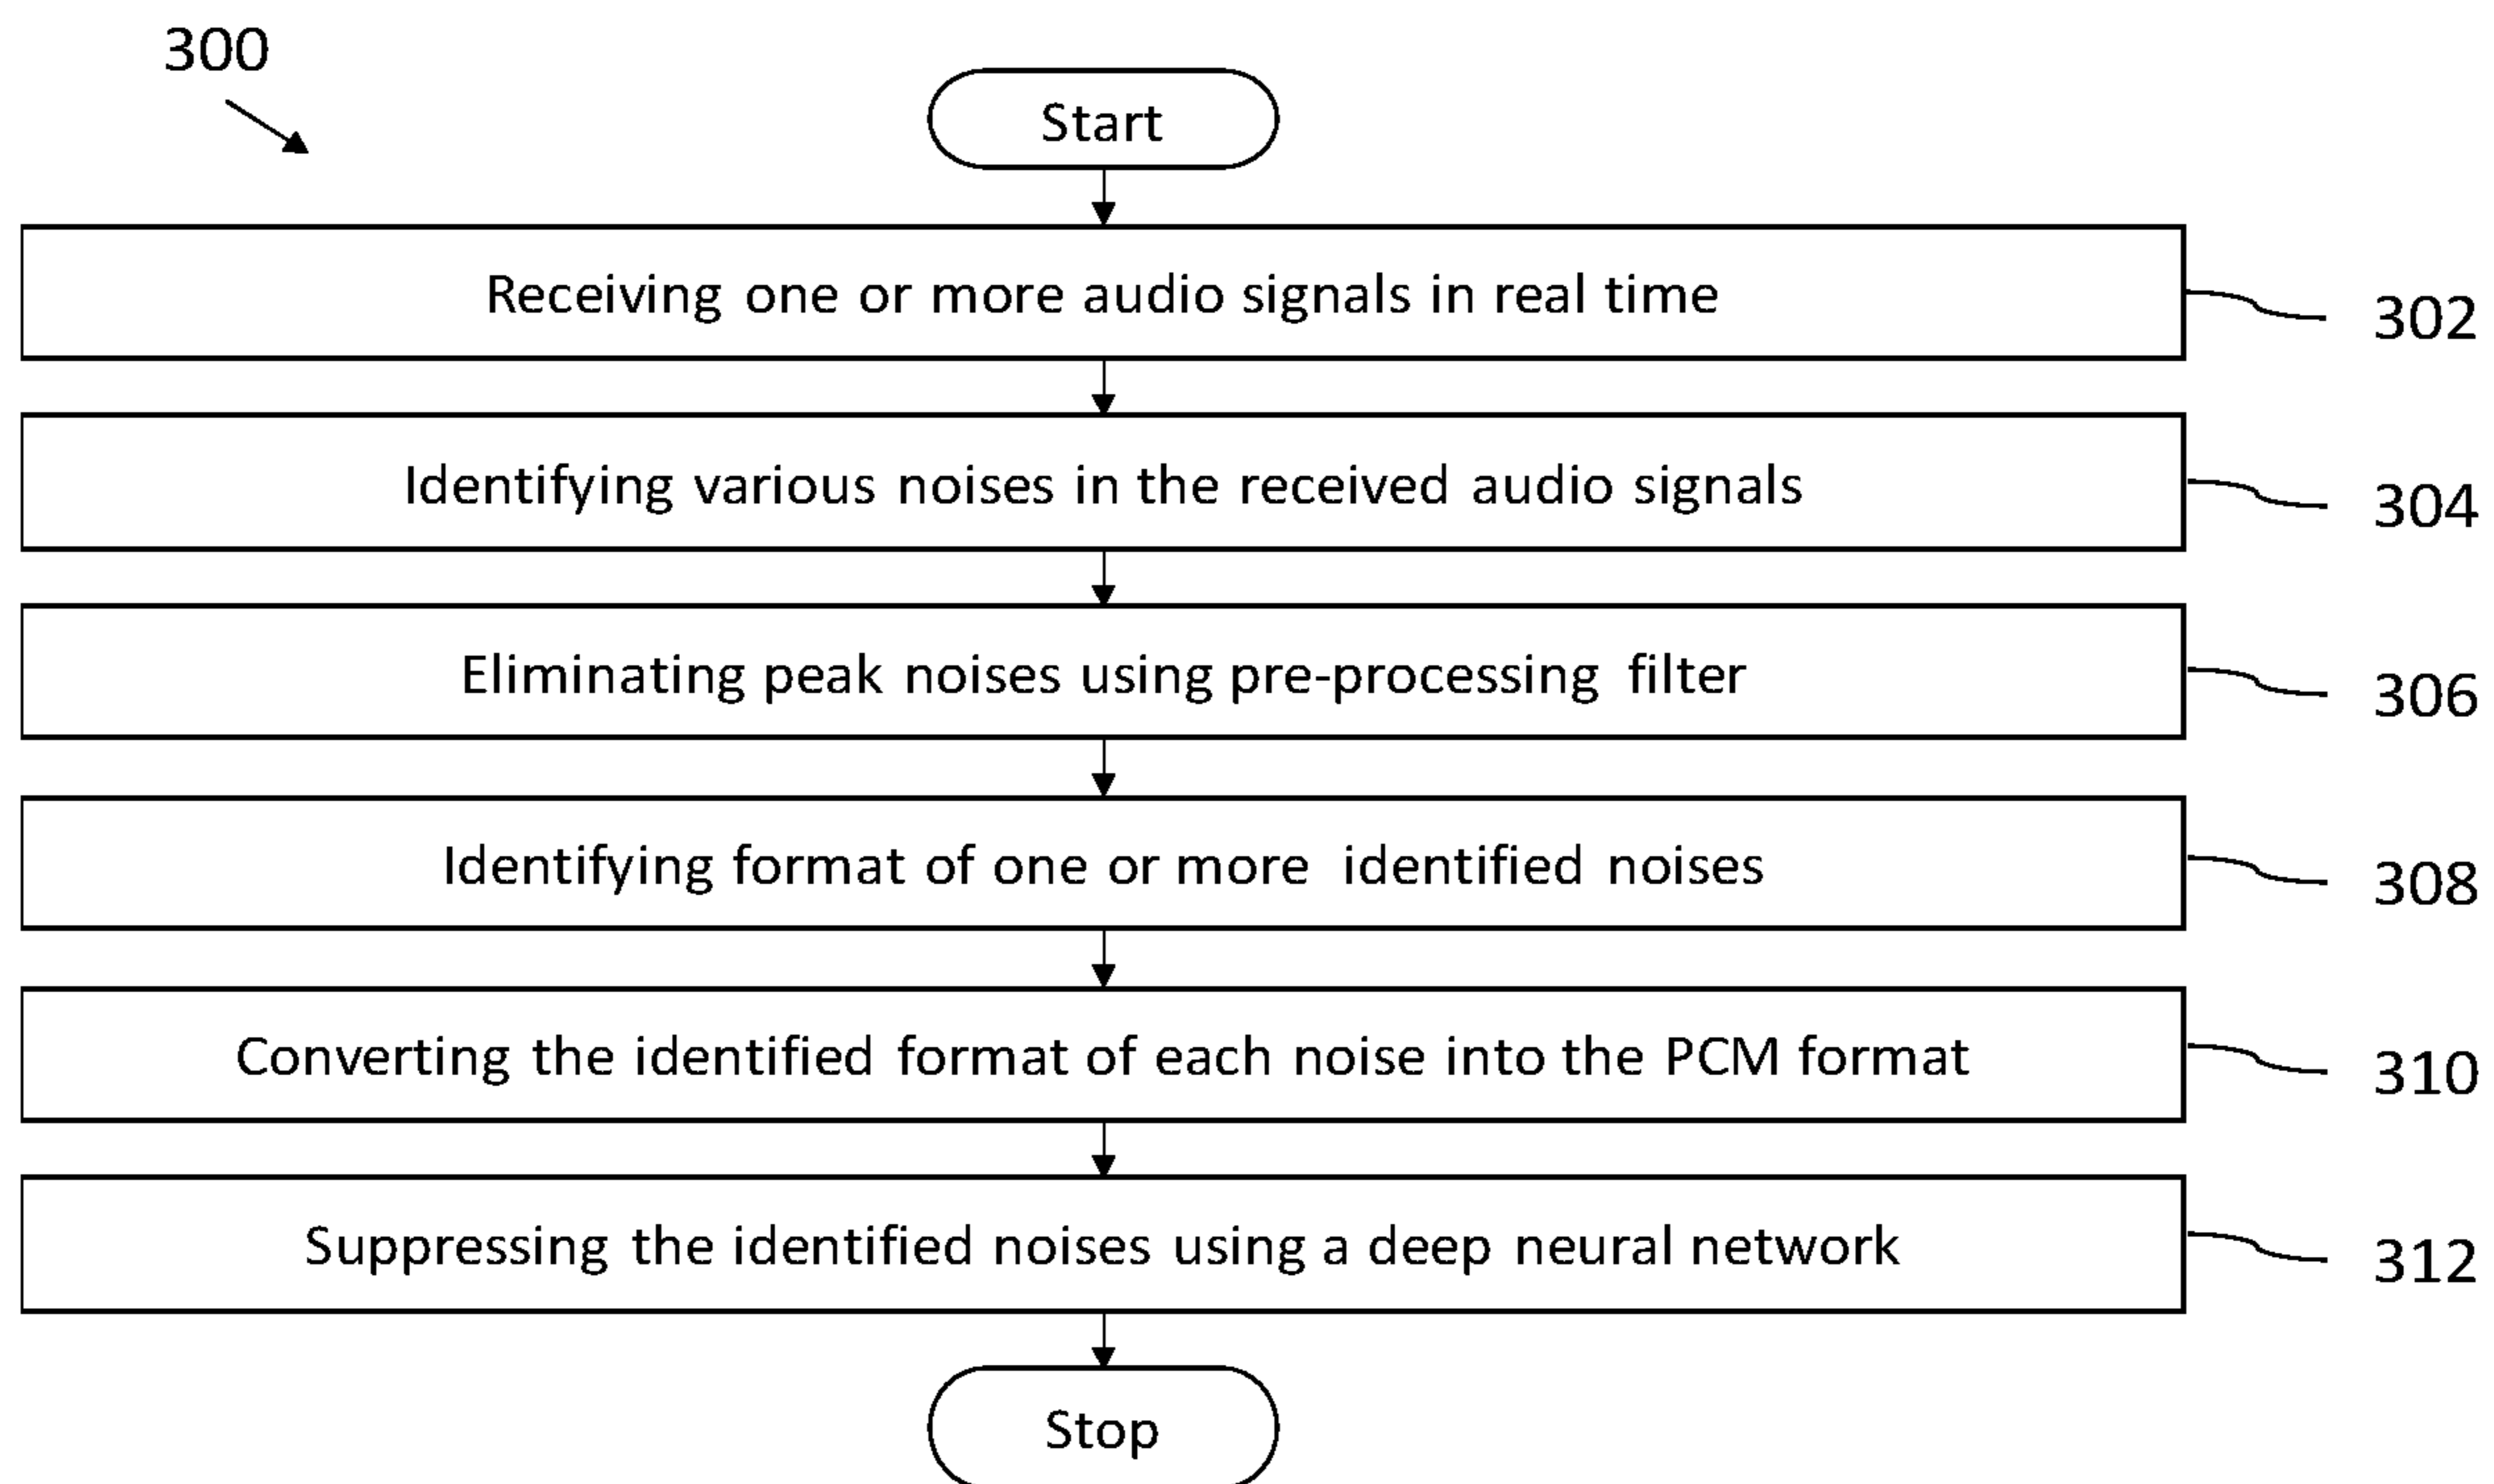 300
Start
Receiving one or more audio signals in real time
302
Identifying various noises in the received audio signals
304
Eliminating peak noises using pre-processing filter
306
Identifying format of one or more identified noises
308
Converting the identified format of each noise into the PCM format
310
Suppressing the identified noises using a deep neural network
312
Stop